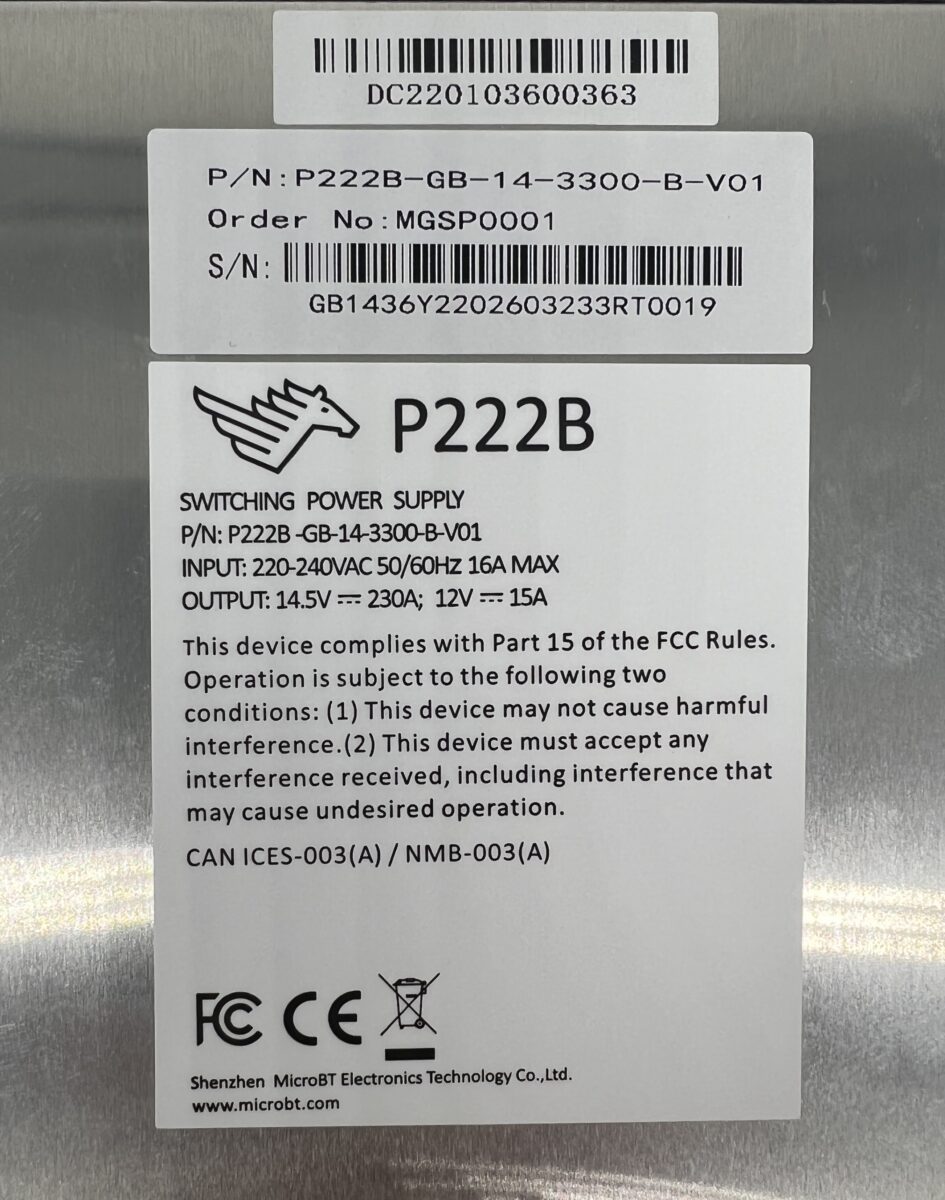 DC220103600363
P/N:P222B-GB-14-3300-B-V01
Order No:MGSP0001
S/N:
GB1436Y2202603233RT0019
P222B
SWITCHING POWER SUPPLY
P/N: P222B -GB-14-3300-B-V01
INPUT: 220-240VAC 50/60Hz 16A MAX
OUTPUT: 14.5V ⎓ 230A; 12V ⎓ 15A
This device complies with Part 15 of the FCC Rules.
Operation is subject to the following two
conditions: (1) This device may not cause harmful
interference.(2) This device must accept any
interference received, including interference that
may cause undesired operation.
CAN ICES-003(A) / NMB-003(A)
FC CE
Shenzhen MicroBT Electronics Technology Co.,Ltd.
www.microbt.com